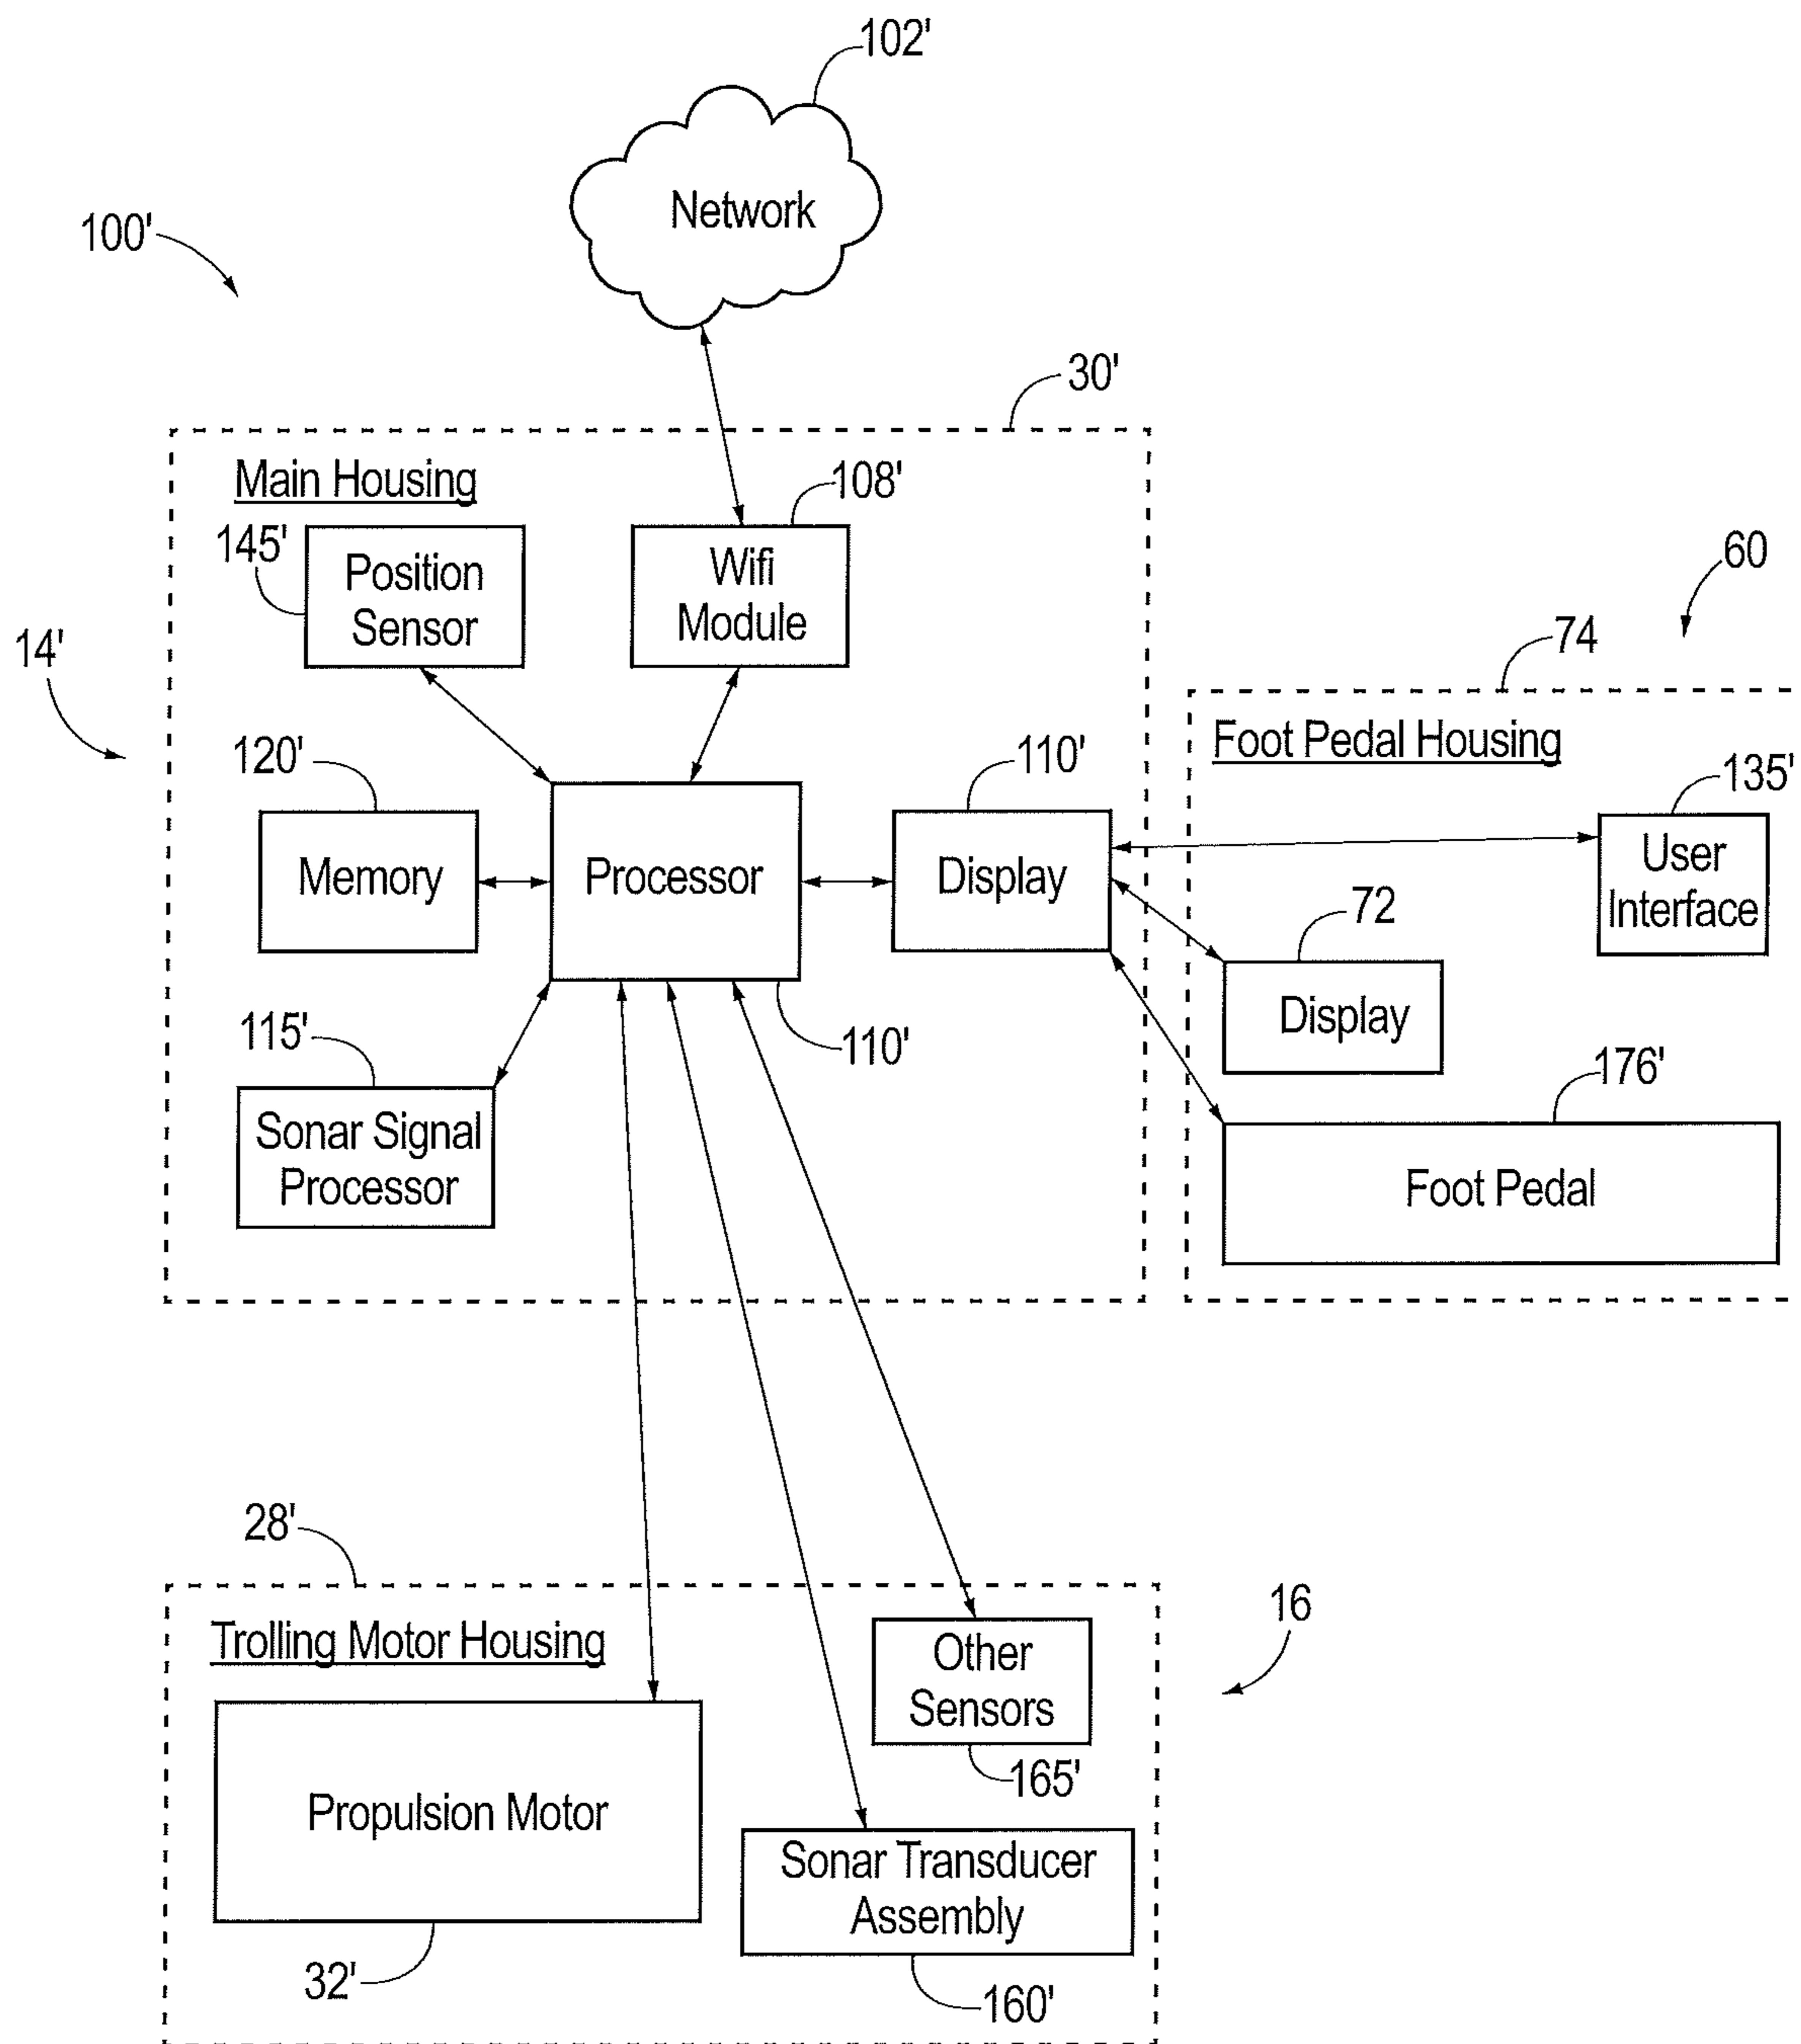 102'
Network
100'
30'
Main Housing
108'
145'
Position
Sensor
Wifi
Module
60
14'
74
Foot Pedal Housing
120'
110'
135'
Memory
Processor
Display
User
Interface
72
Display
115'
110'
176'
Sonar Signal
Processor
Foot Pedal
28'
16
Trolling Motor Housing
Other
Sensors
165'
Propulsion Motor
Sonar Transducer
Assembly
32'
160'